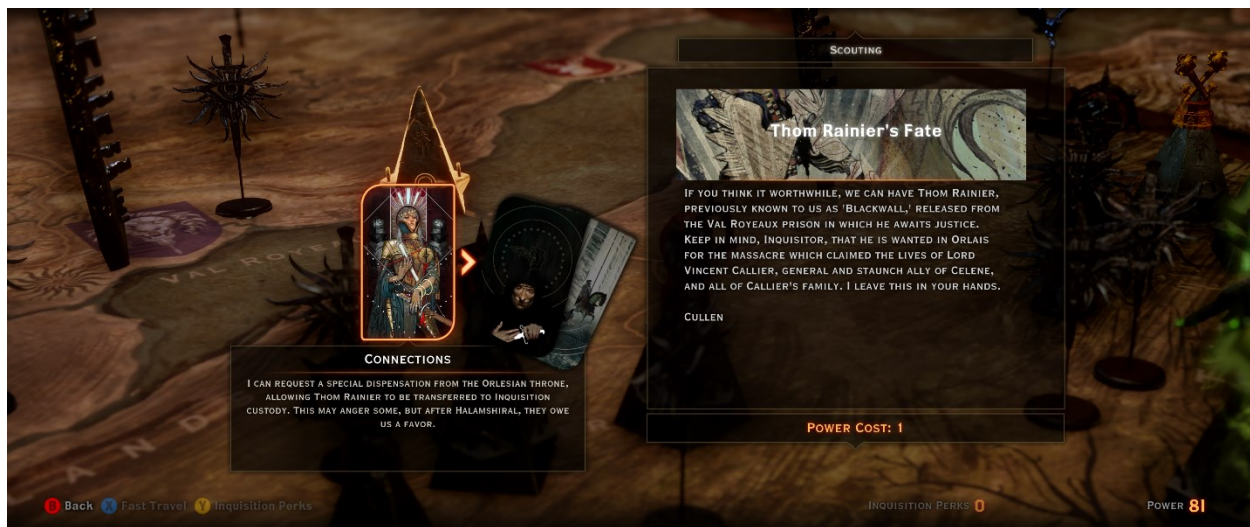 Scouting
Thom Rainier's Fate
If you think it worthwhile, we can have Thom Rainier,
previously known to us as 'Blackwall,' released from
the Val Royeaux prison in which he awaits justice.
Keep in mind, Inquisitor, that he is wanted in Orlais
for the massacre which claimed the lives of Lord
Vincent Callier, general and staunch ally of Celene,
and all of Callier's family. I leave this in your hands.
Cullen
Power Cost: 1
Val Roy
Connections
I can request a special dispensation from the Orlesian throne,
allowing Thom Rainier to be transferred to Inquisition
custody. This may anger some, but after Halamshiral, they owe
us a favor.
B Back X Fast Travel Y Inquisition Perks
Inquisition Perks 0
Power 81